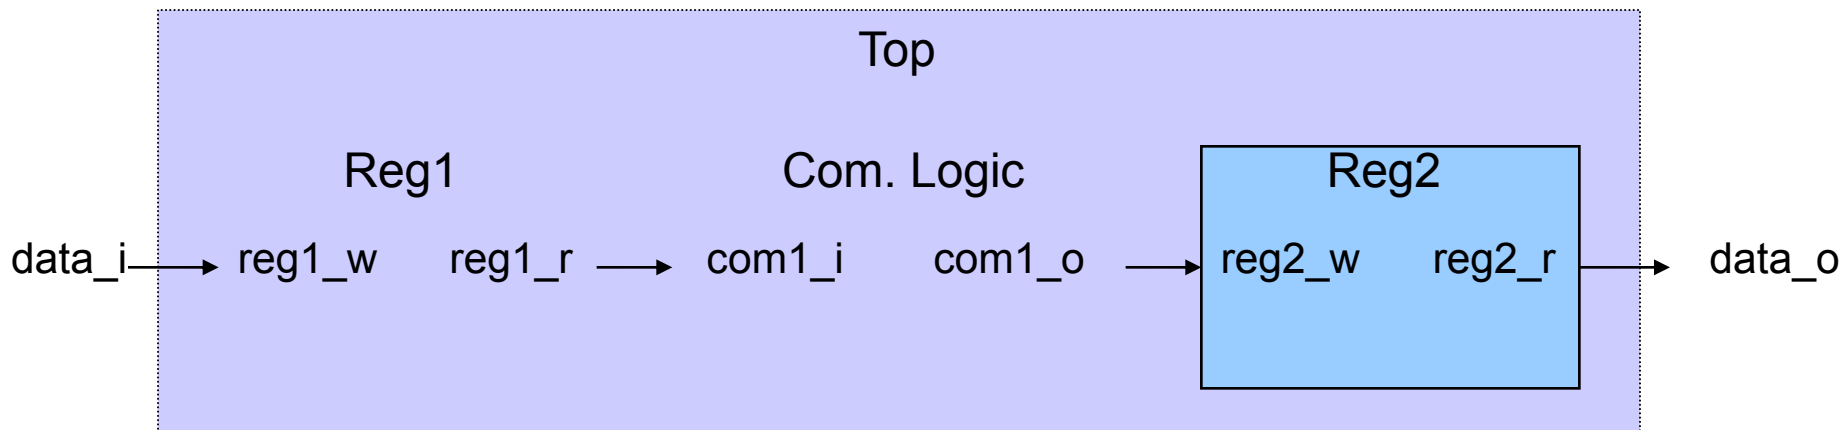 Top
Reg1 Com. Logic Reg2
data_i reg1_w reg1_r com1_i com1_o reg2_w reg2_r data_o